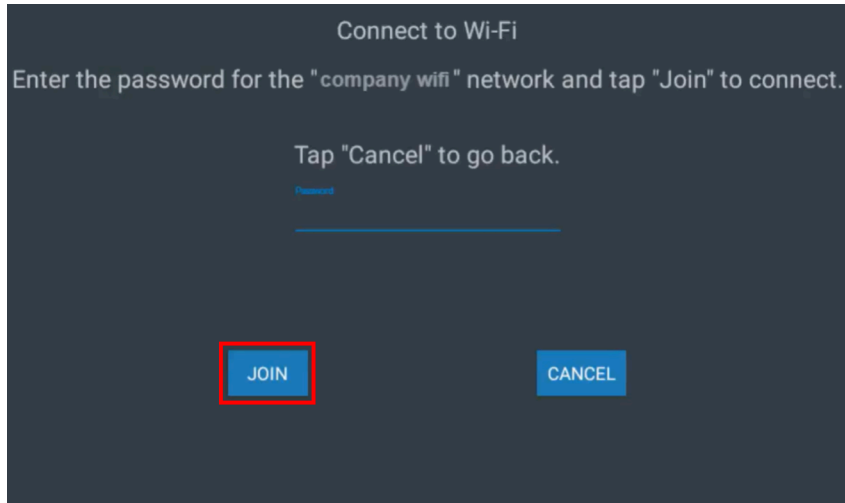 Connect to Wi-Fi
Enter the password for the "company wifi" network and tap "Join" to connect.
Tap "Cancel" to go back.
Password
JOIN
CANCEL